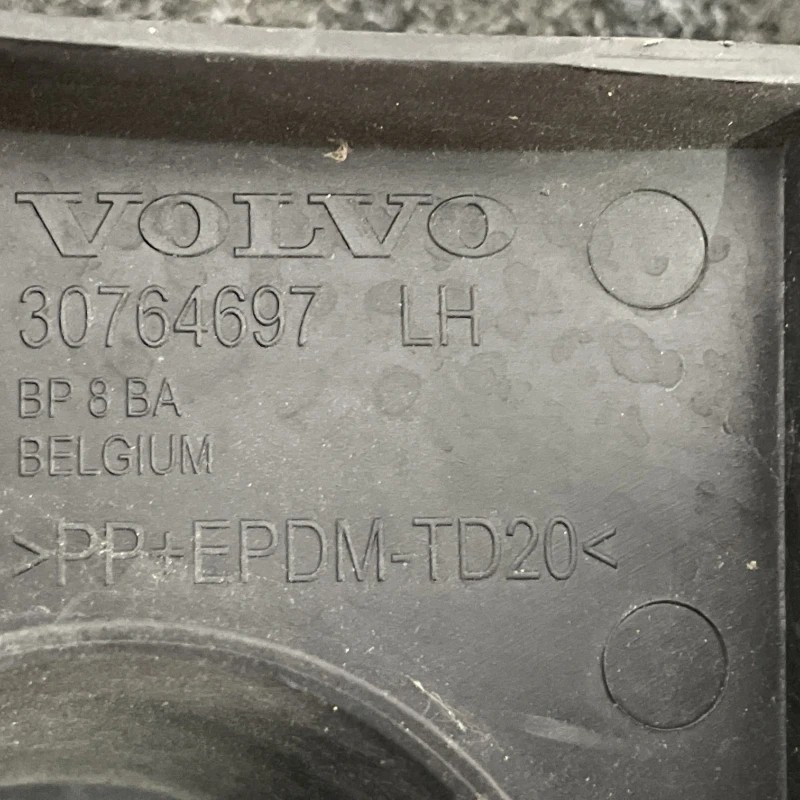 VOLVO
30764697 LH
BP 8 BA
BELGIUM
>PP+EPDM-TD20<